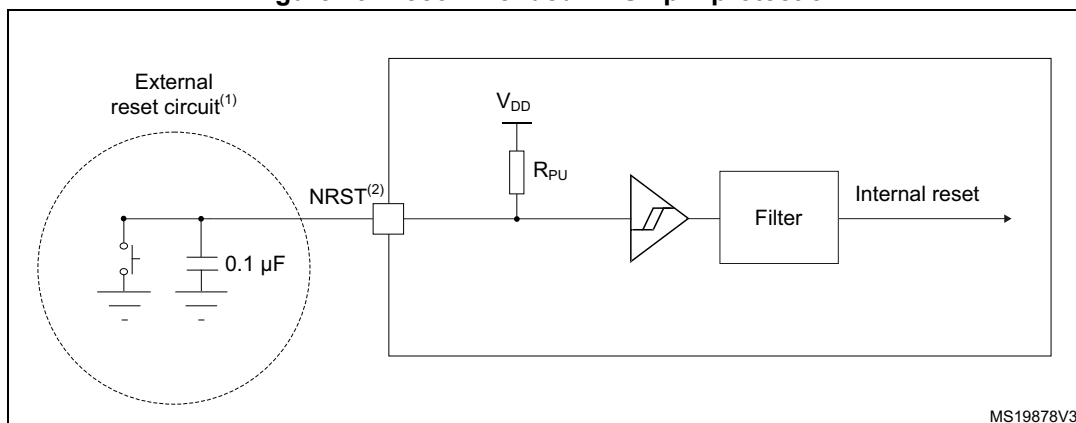 External
reset circuit(1)
VDD
RPU
NRST(2)
Filter
Internal reset
0.1 µF
MS19878V3